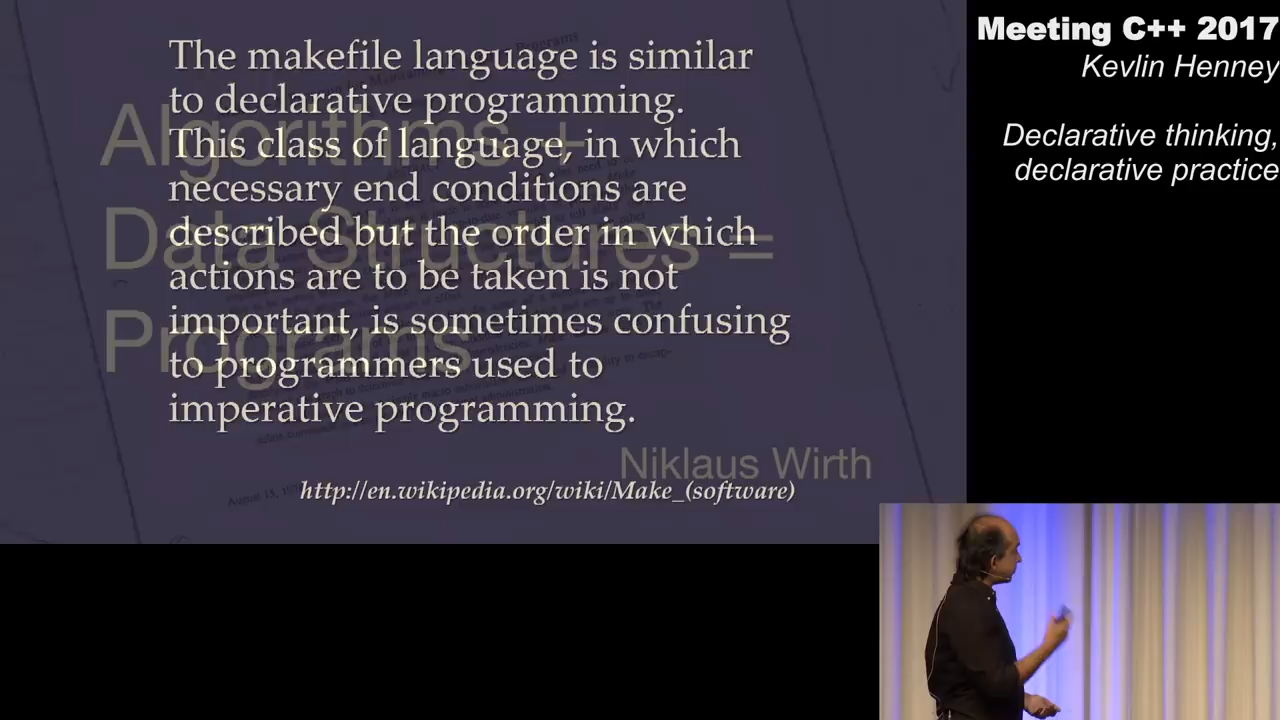 The makefile language is similar
to declarative programming.
This class of language, in which
necessary end conditions are
described but the order in which
actions are to be taken is not
important, is sometimes confusing
to programmers used to
imperative programming.
http://en.wikipedia.org/wiki/Make_(software)
Algorithms +
Data Structures =
Programs
Niklaus Wirth
August 15, 19
Meeting C++ 2017
Kevlin Henney
Declarative thinking,
declarative practice